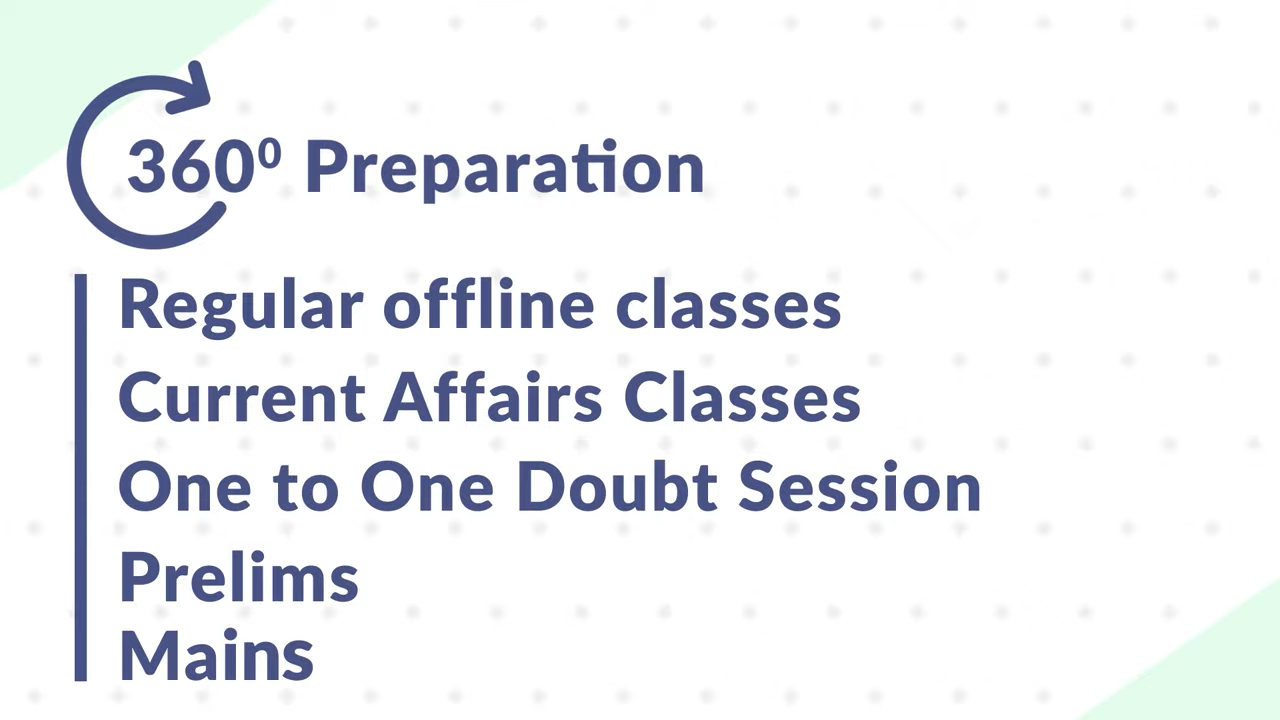 360⁰ Preparation
Regular offline classes
Current Affairs Classes
One to One Doubt Session
Prelims
Mains